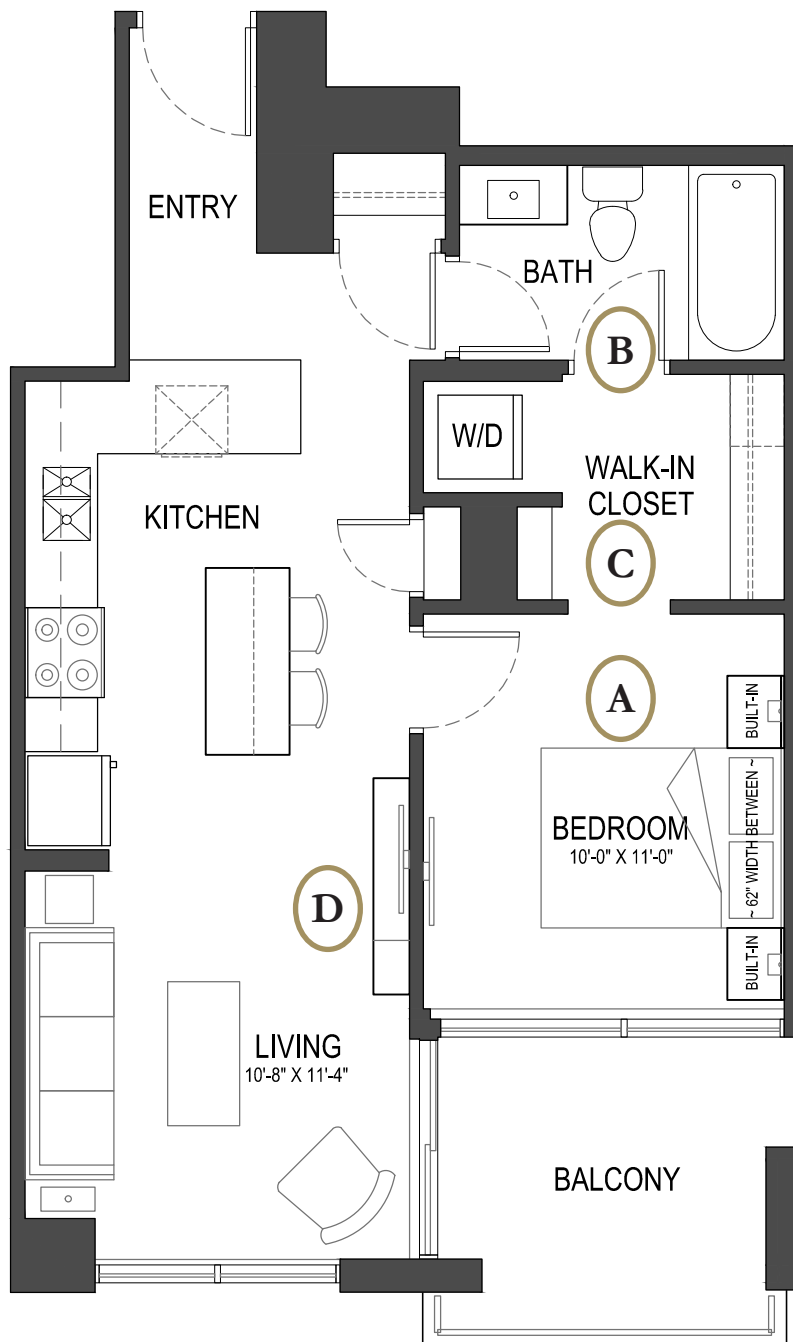 ENTRY
BATH
B
W/D
WALK-IN
CLOSET
KITCHEN
C
A
BUILT-IN
BEDROOM
10'-0" X 11'-0"
~ 62" WIDTH BETWEEN ~
D
BUILT-IN
LIVING
10'-8" X 11'-4"
BALCONY